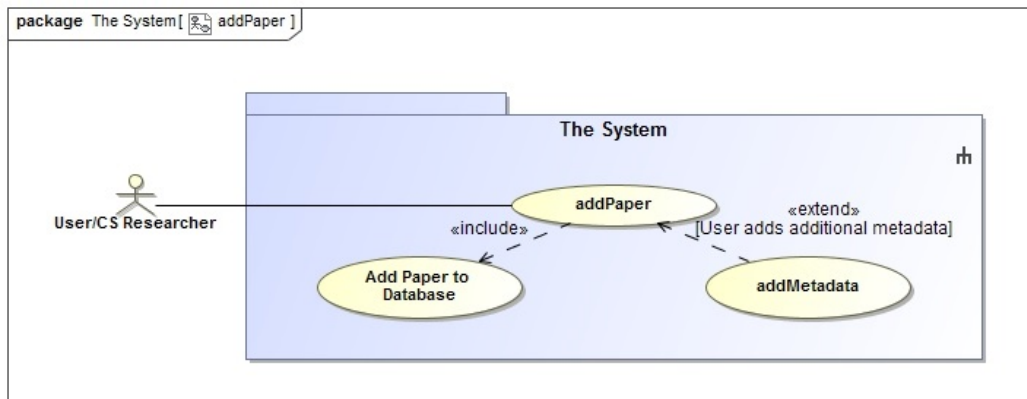 package The System[ addPaper ]
The System
User/CS Researcher
addPaper
«include»
«extend»
[User adds additional metadata]
Add Paper to
Database
addMetadata